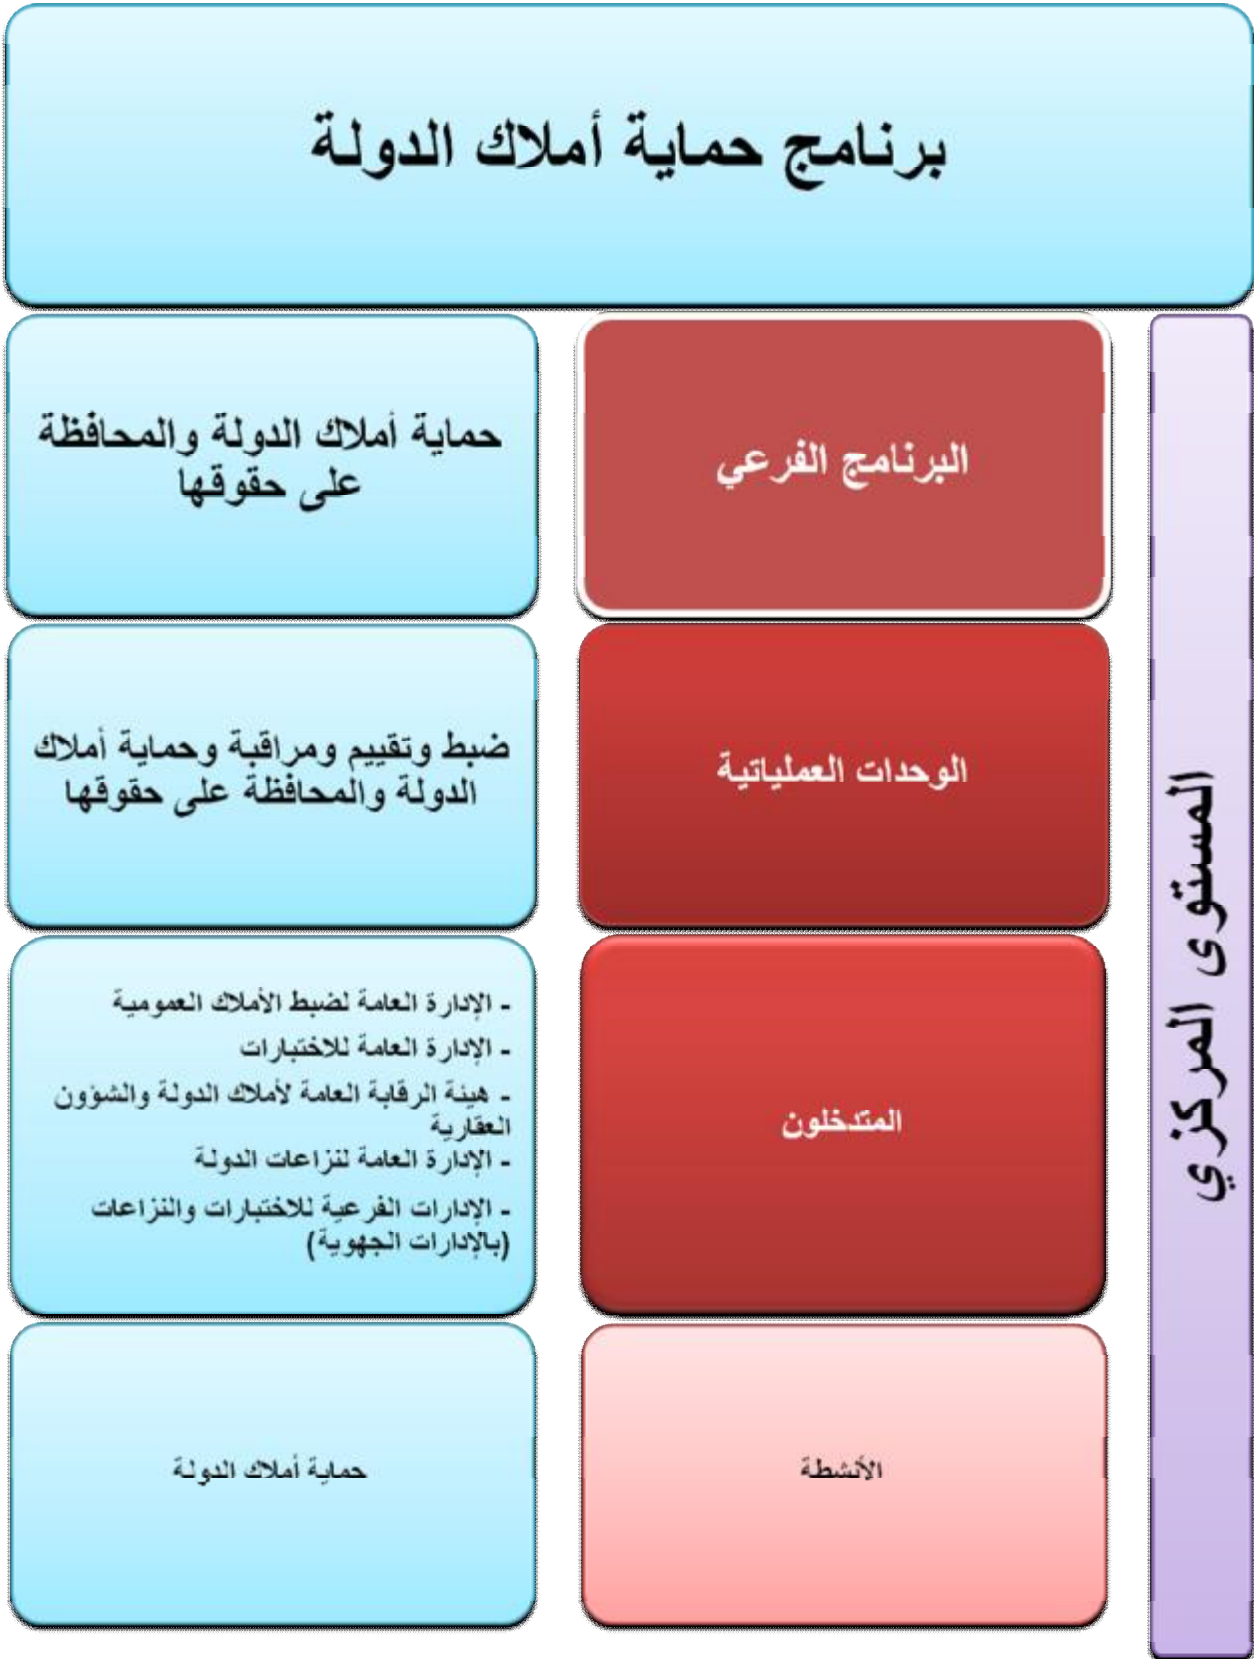 برنامج حماية أملاك الدولة
المستوى المركزي
البرنامج الفرعي
حماية أملاك الدولة والمحافظة
على حقوقها
الوحدات العملياتية
ضبط وتقييم ومراقبة وحماية أملاك
الدولة والمحافظة على حقوقها
المتدخلون
- الإدارة العامة لضبط الأملاك العمومية
- الإدارة العامة للاختبارات
- هيئة الرقابة العامة لأملاك الدولة والشؤون
العقارية
- الإدارة العامة لنزاعات الدولة
- الإدارات الفرعية للاختبارات والنزاعات
(بالإدارات الجهوية)
الأنشطة
حماية أملاك الدولة